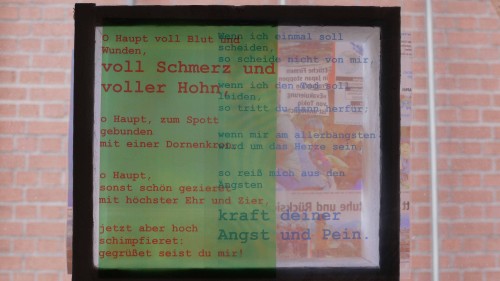 O Haupt voll Blut und
Wunden,
voll Schmerz und
voller Hohn,
o Haupt, zum Spott
gebunden
mit einer Dornenkron,
o Haupt,
sonst schön gezieret
mit höchster Ehr und Zier,
jetzt aber hoch
schimpfieret:
gegrüßet seist du mir!
Wenn ich einmal soll
scheiden,
so scheide nicht von mir,
wenn ich den Tod soll
leiden.
so tritt du dann herfür:
wenn mir am allerbängsten
wird um das Herze sein
so reiß mich aus den
Ängsten
kraft deiner
Angst und Pein.